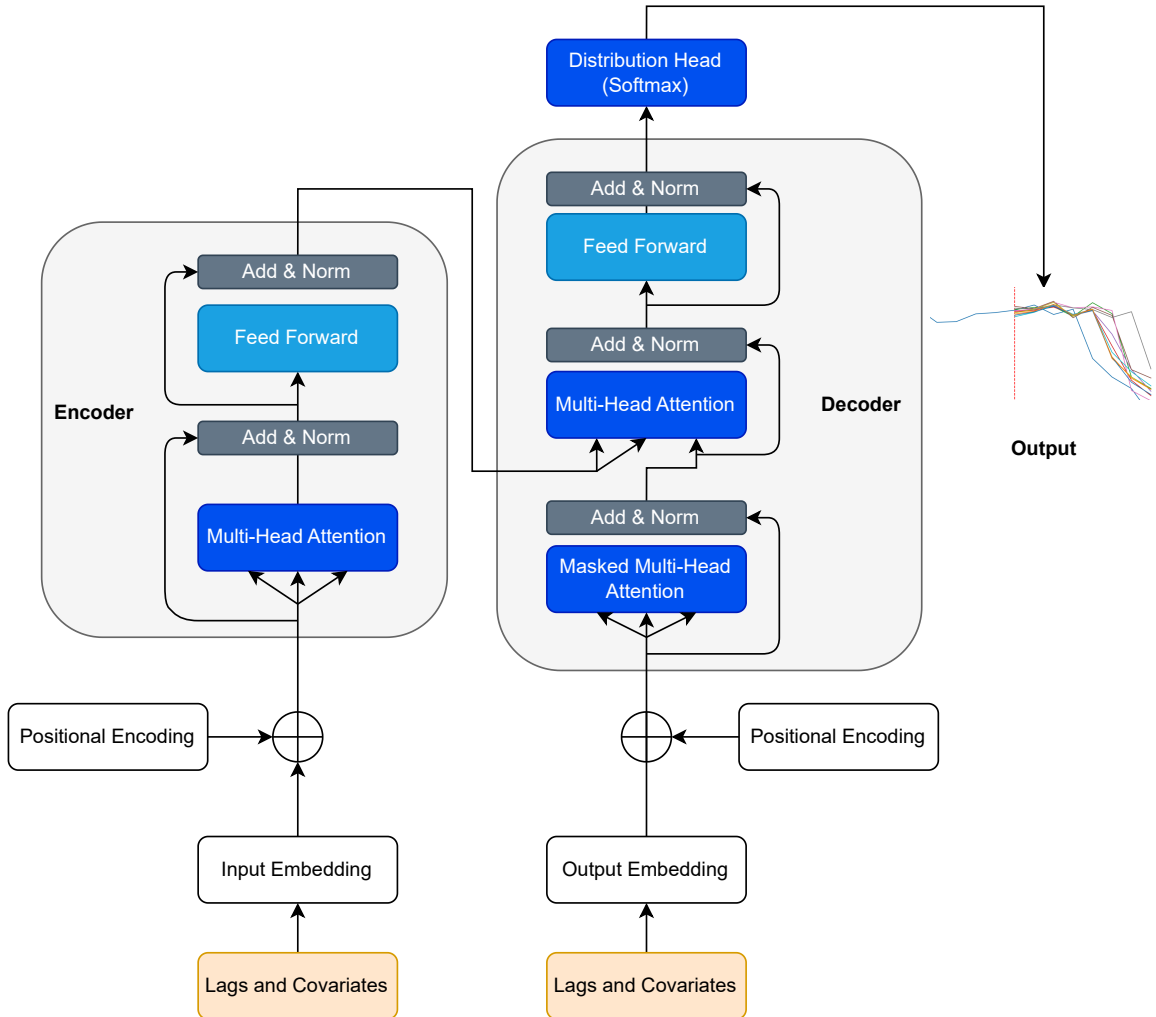 Distribution Head
(Softmax)
Add & Norm
Feed Forward
Add & Norm
Multi-Head Attention
Decoder
Add & Norm
Masked Multi-Head
Attention
Add & Norm
Feed Forward
Encoder
Add & Norm
Multi-Head Attention
Output
Positional Encoding
Positional Encoding
Input Embedding
Output Embedding
Lags and Covariates
Lags and Covariates